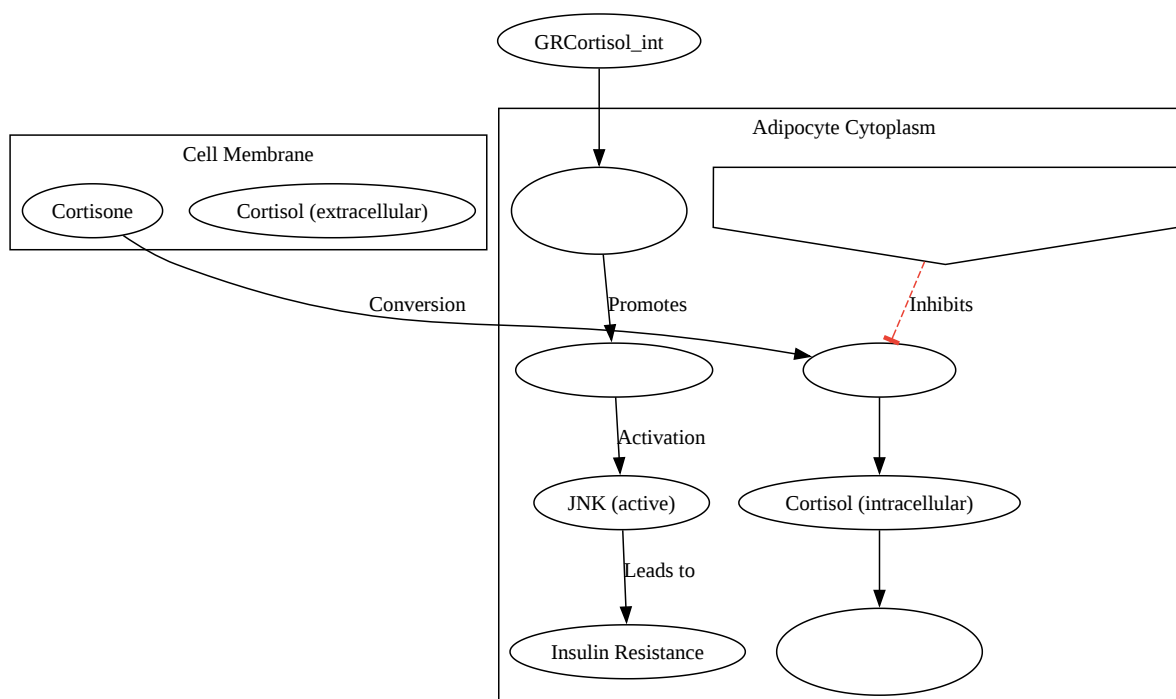 GRCortisol_int
Adipocyte Cytoplasm
Cell Membrane
Cortisone
Cortisol (extracellular)
Conversion
Promotes
Inhibits
Activation
JNK (active)
Cortisol (intracellular)
Leads to
Insulin Resistance